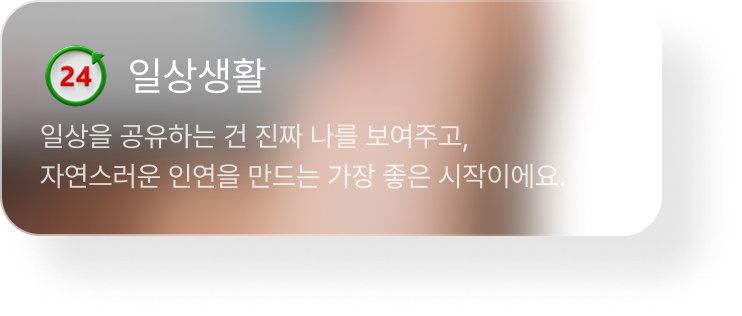 24 일상생활
일상을 공유하는 건 진짜 나를 보여주고,
자연스러운 인연을 만드는 가장 좋은 시작이에요.